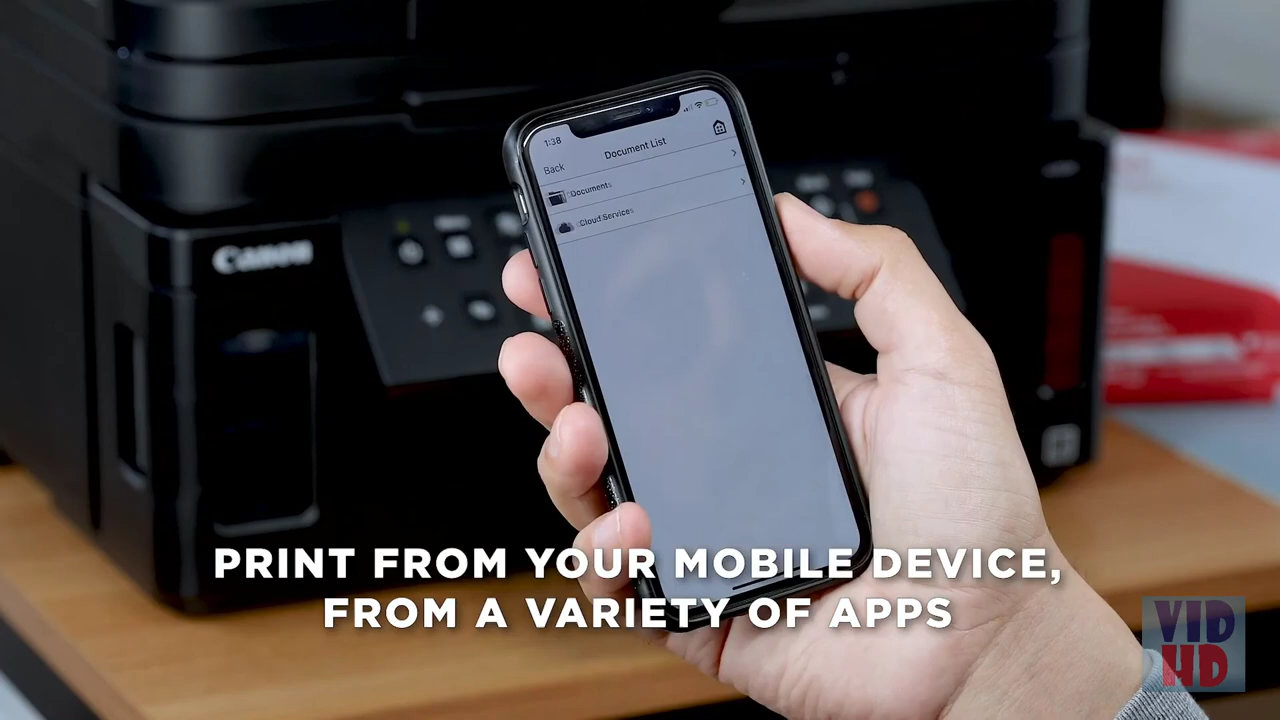 1:38
Back
Document List
Documents
Cloud Services
Canon
PRINT FROM YOUR MOBILE DEVICE,
FROM A VARIETY OF APPS
VID
HD